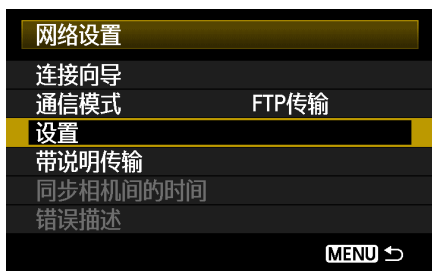 网络设置
连接向导
通信模式 FTP传输
设置
带说明传输
同步相机间的时间
错误描述
MENU